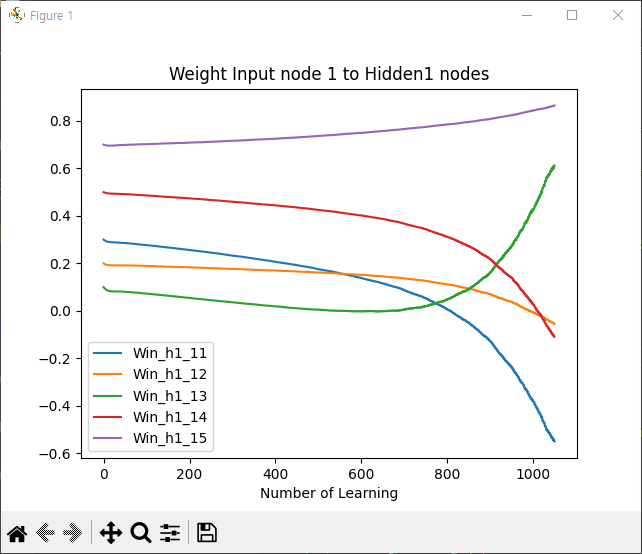 Figure 1
Weight Input node 1 to Hidden1 nodes
0.8
0.6
0.4
0.2
0.0
−0.2
−0.4
−0.6
Win_h1_11
Win_h1_12
Win_h1_13
Win_h1_14
Win_h1_15
0 200 400 600 800 1000
Number of Learning